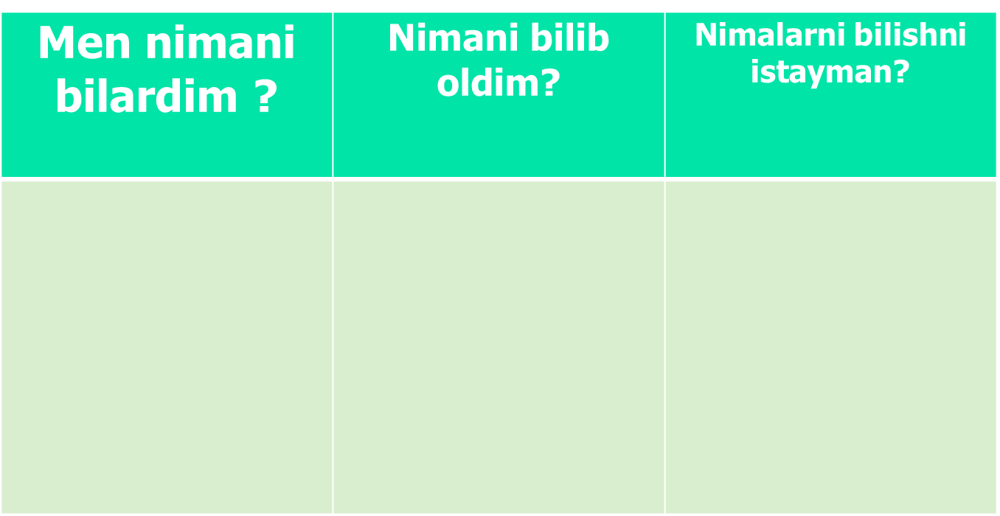 Men nimani
bilardim ?
Nimani bilib
oldim?
Nimalarni bilishni
istayman?